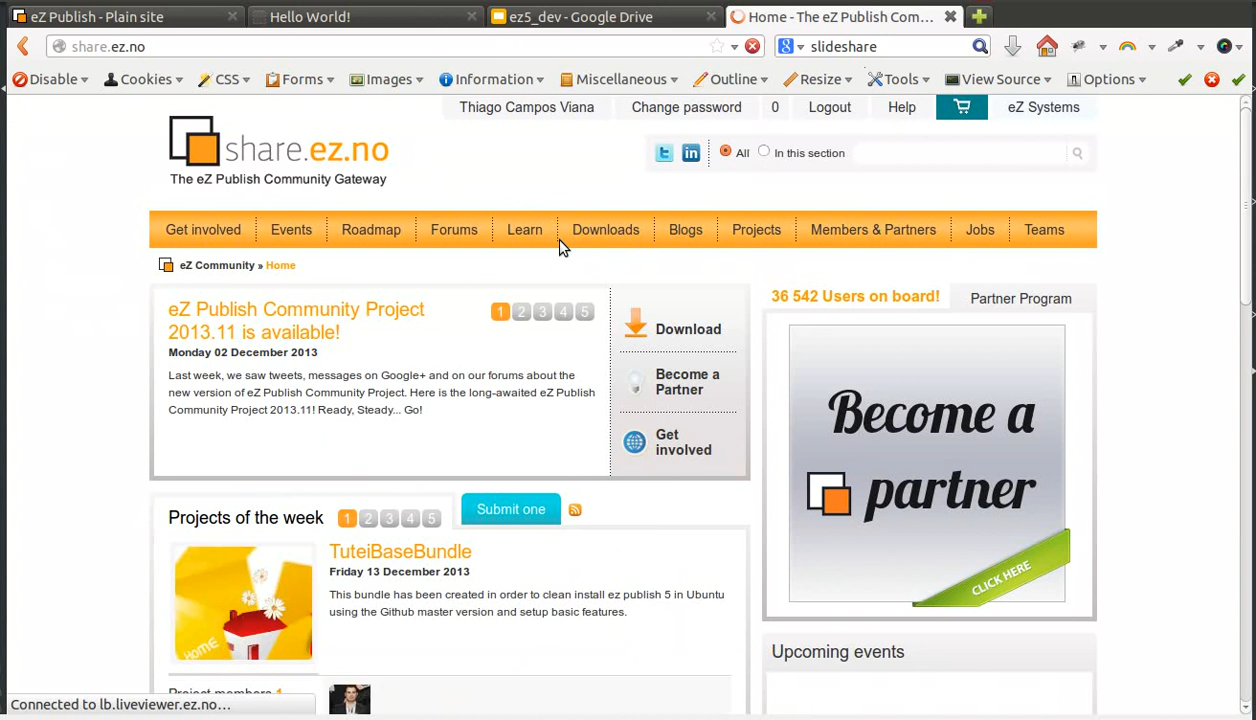 eZ Publish - Plain site
Hello World!
ez5_dev - Google Drive
Home - The eZ Publish Com...
share.ez.no
slideshare
Disable
Cookies
CSS
Forms
Images
Information
Miscellaneous
Outline
Resize
Tools
View Source
Options
Thiago Campos Viana
Change password
0
Logout
Help
eZ Systems
share.ez.no
The eZ Publish Community Gateway
All
In this section
Get involved
Events
Roadmap
Forums
Learn
Downloads
Blogs
Projects
Members & Partners
Jobs
Teams
eZ Community » Home
eZ Publish Community Project
2013.11 is available!
1 2 3 4 5
Monday 02 December 2013
Last week, we saw tweets, messages on Google+ and on our forums about the
new version of eZ Publish Community Project. Here is the long-awaited eZ Publish
Community Project 2013.11! Ready, Steady... Go!
Download
Become a
Partner
Get
involved
36 542 Users on board!
Partner Program
Become a
partner
CLICK HERE
Projects of the week
1 2 3 4 5
Submit one
TuteiBaseBundle
Friday 13 December 2013
This bundle has been created in order to clean install ez publish 5 in Ubuntu
using the Github master version and setup basic features.
HOME
Project members 1
Upcoming events
Connected to lb.liveviewer.ez.no...